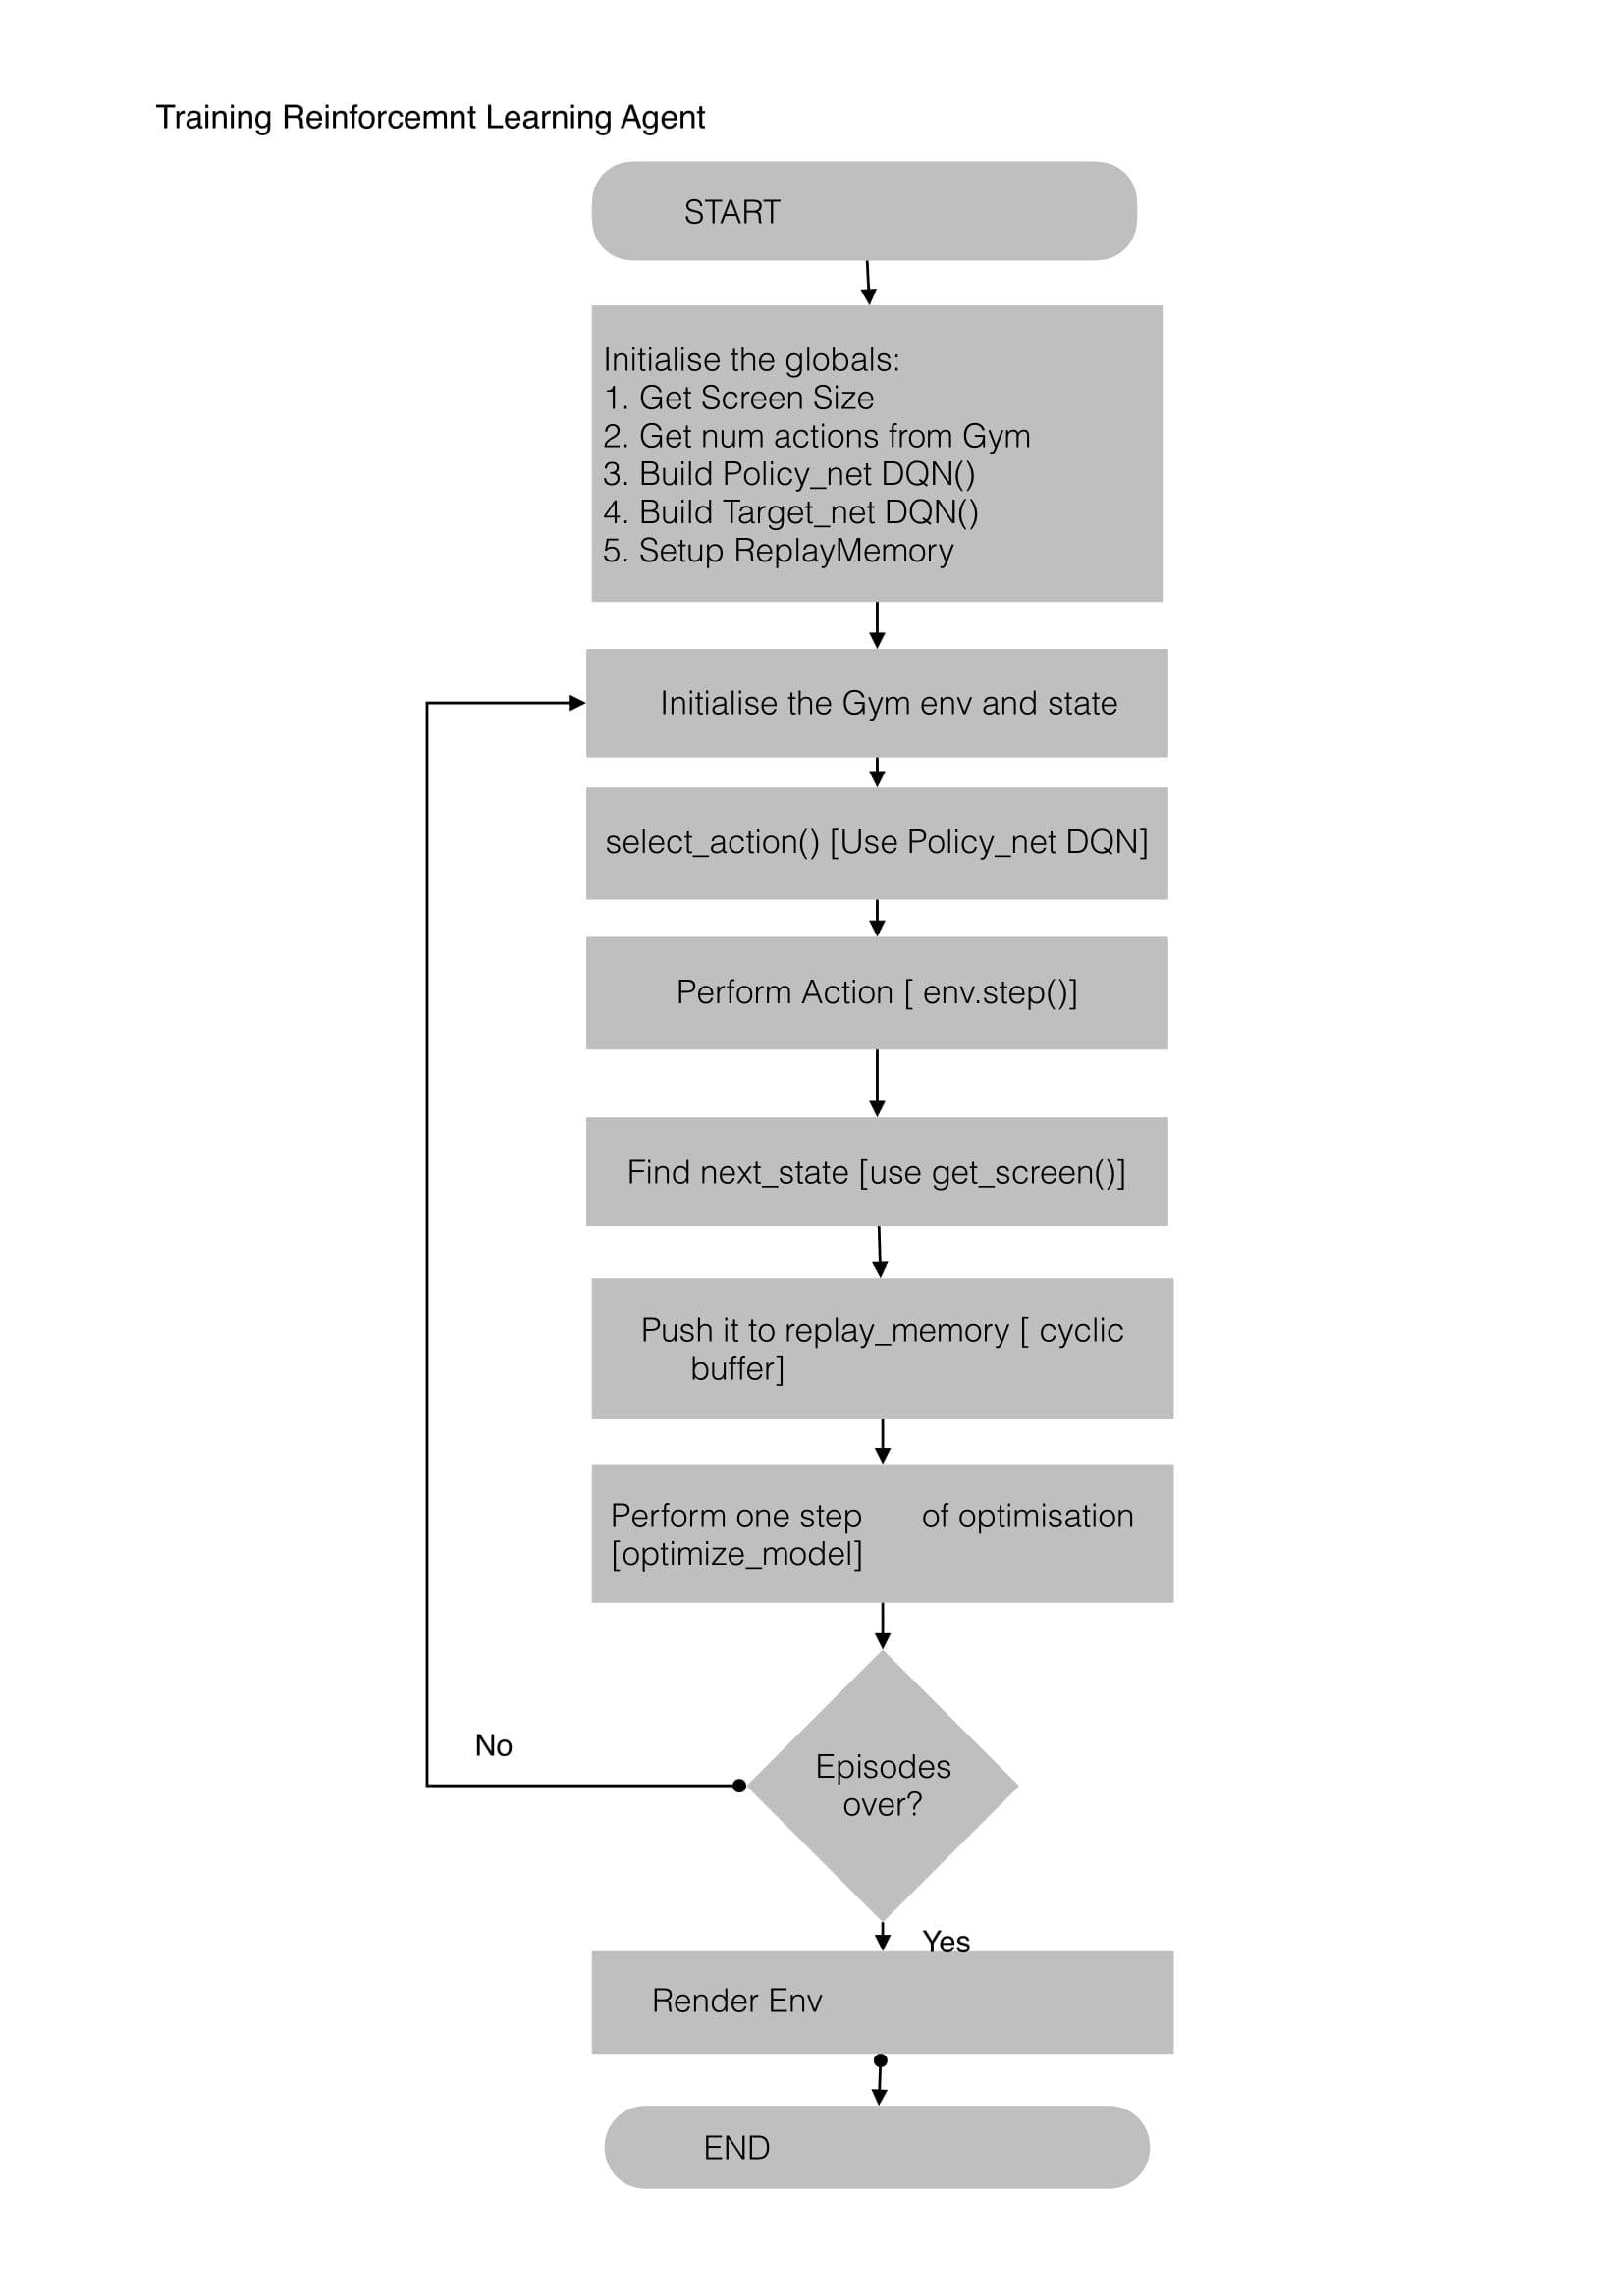 Training Reinforcemnt Learning Agent
START
Initialise the globals:
1. Get Screen Size
2. Get num actions from Gym
3. Build Policy_net DQN()
4. Build Target_net DQN()
5. Setup ReplayMemory
Initialise the Gym env and state
select_action() [Use Policy_net DQN]
Perform Action [ env.step()]
Find next_state [use get_screen()]
Push it to replay_memory [ cyclic
buffer]
Perform one step of optimisation
[optimize_model]
No
Episodes
over?
Yes
Render Env
END